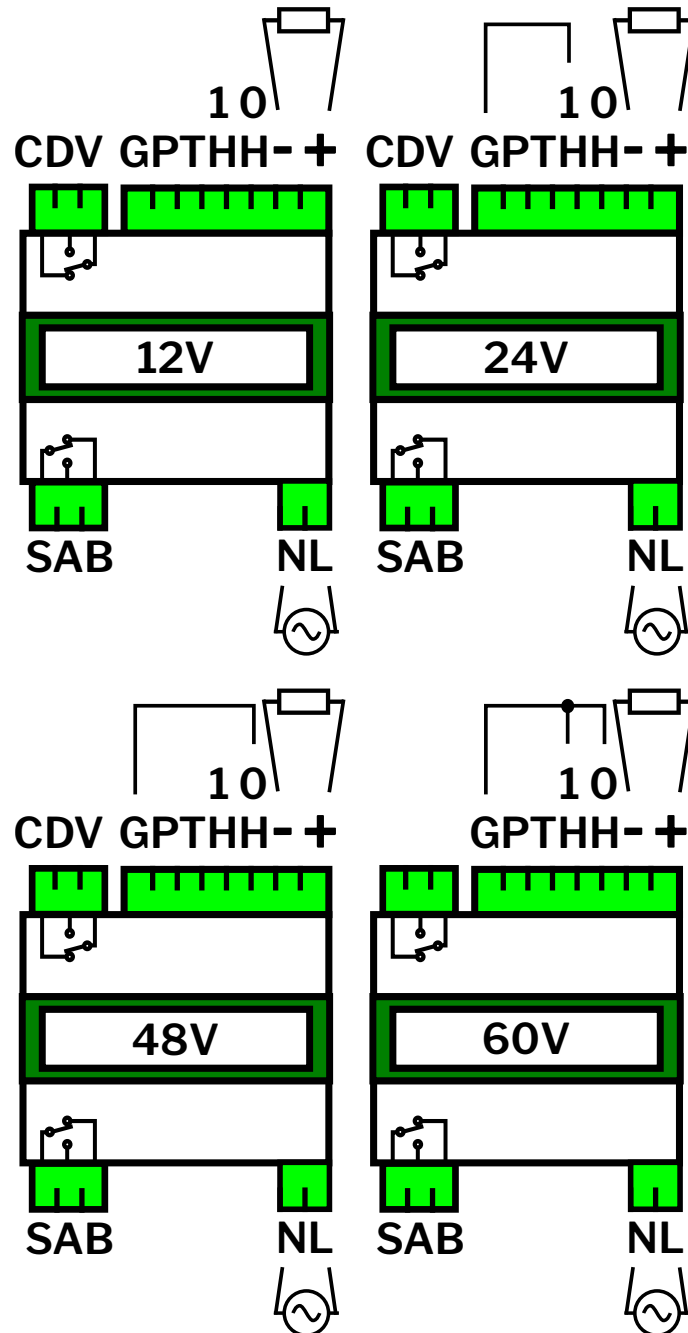 10
CDV GPTHH- +
12V
SAB
NL
10
CDV GPTHH- +
24V
SAB
NL
10
CDV GPTHH- +
48V
SAB
NL
10
GPTHH- +
60V
SAB
NL